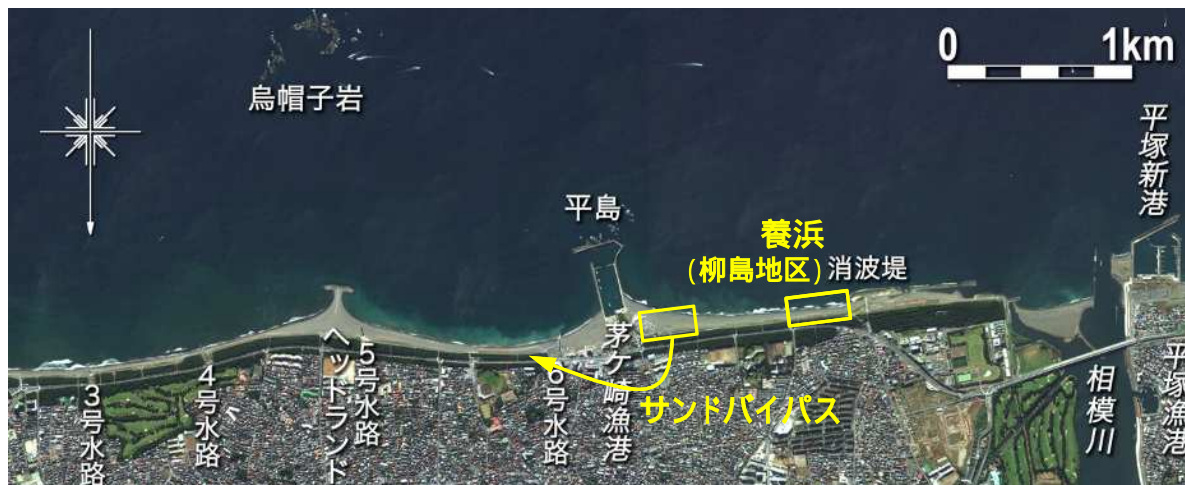 0 1km
烏帽子岩
平塚新港
平島
養浜
(柳島地区)
消波堤
3号水路
4号水路
ヘッドランド
5号水路
6号水路
茅ケ崎漁港
サンドバイパス
相模川
平塚漁港